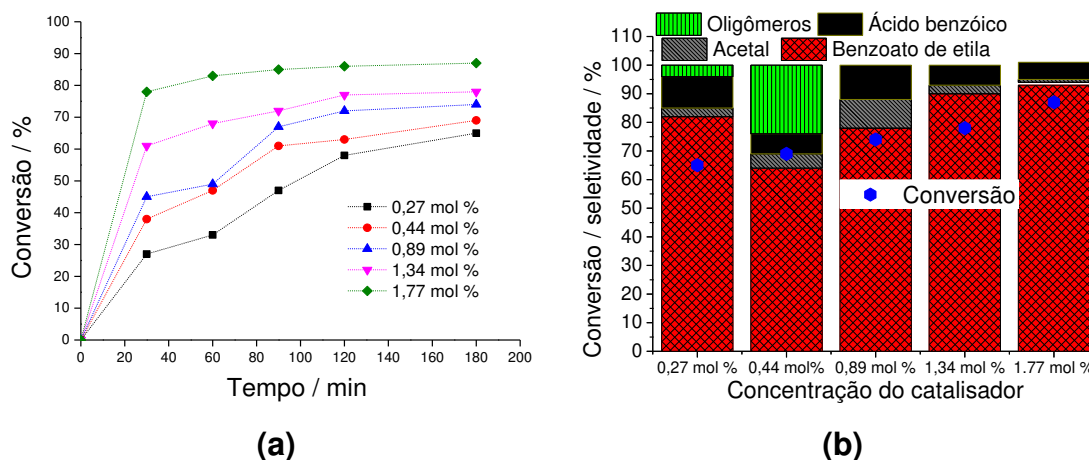 100
90
80
70
60
50
40
30
20
10
0
Conversão / %
0,27 mol %
0,44 mol %
0,89 mol %
1,34 mol %
1,77 mol %
0 20 40 60 80 100 120 140 160 180 200
Tempo / min
(a)
Oligômeros Ácido benzóico
Acetal Benzoato de etila
110
100
90
80
70
60
50
40
30
20
10
0
Conversão / seletividade / %
Conversão
0,27 mol % 0,44 mol% 0,89 mol % 1,34 mol% 1.77 mol %
Concentração do catalisador
(b)